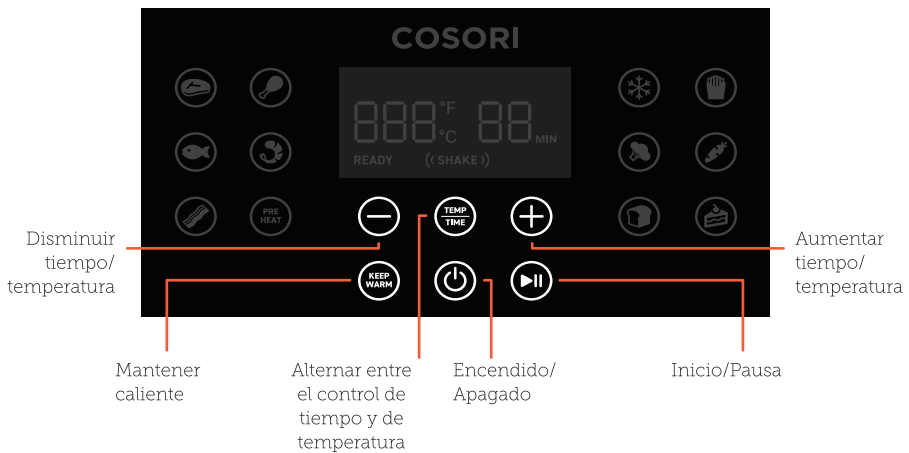 COSORI
888 °F 88
°C MIN
READY ((SHAKE))
PRE
HEAT
TEMP
TIME
KEEP
WARM
Disminuir
tiempo/
temperatura
Aumentar
tiempo/
temperatura
Mantener
caliente
Alternar entre
el control de
tiempo y de
temperatura
Encendido/
Apagado
Inicio/Pausa